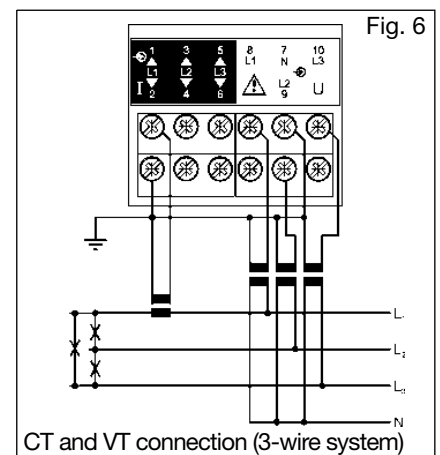 Fig. 6
1 3 5 8 7 10
L1 N L3
L1 L2 L3
I 2 4 6 L2 9 U
L1
L2
L3
N
CT and VT connection (3-wire system)